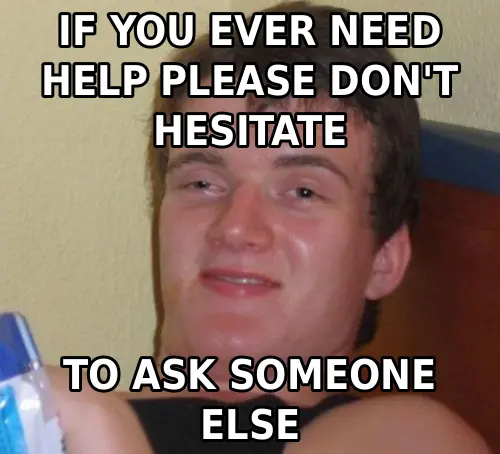 IF YOU EVER NEED
HELP PLEASE DON'T
HESITATE
TO ASK SOMEONE
ELSE